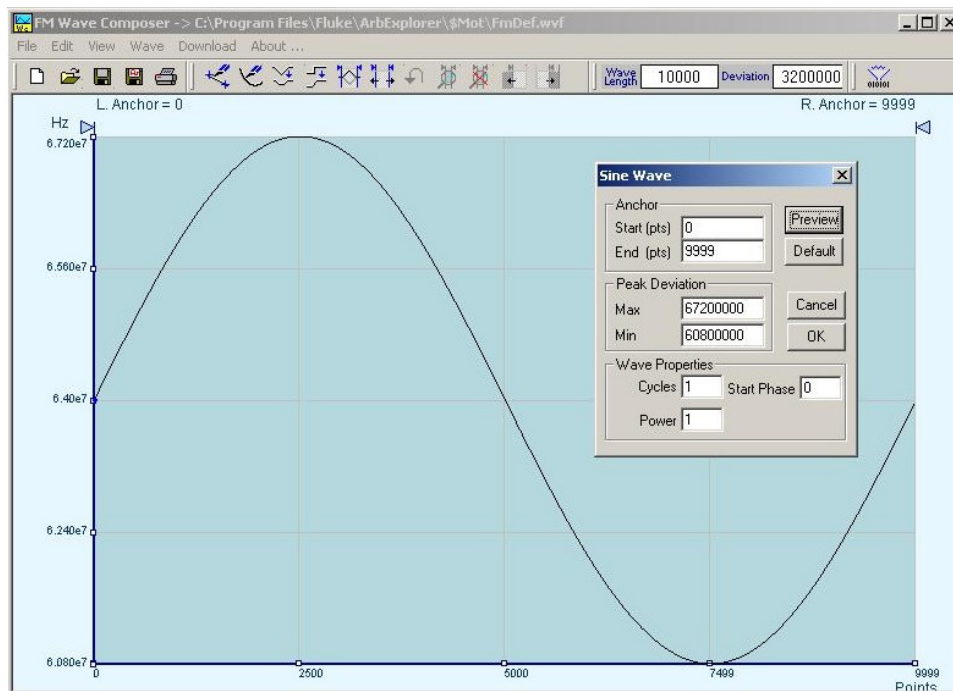 FM Wave Composer -> C:\Program Files\Fluke\ArbExplorer\$Mot\FmDef.wvf
File Edit View Wave Download About ...
Wave Length 10000 Deviation 3200000
L. Anchor = 0 R. Anchor = 9999
Hz
6.720e7
6.560e7
6.40e7
6.240e7
6.080e7
0 2500 5000 7499 9999
Points
Sine Wave
Anchor
Start (pts) 0
End (pts) 9999
Preview
Default
Peak Deviation
Max 67200000
Min 60800000
Cancel
OK
Wave Properties
Cycles 1 Start Phase 0
Power 1